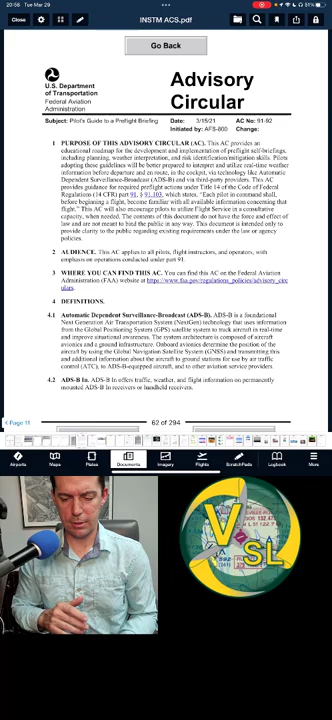 20:58 Tue Mar 29
51%
Close
INSTM ACS.pdf
Go Back
U.S. Department
of Transportation
Federal Aviation
Administration
Advisory
Circular
Subject: Pilot's Guide to a Preflight Briefing
Date: 3/15/21
AC No: 91-92
Initiated by: AFS-800
Change:
1 PURPOSE OF THIS ADVISORY CIRCULAR (AC). This AC provides an
educational roadmap for the development and implementation of preflight self-briefings,
including planning, weather interpretation, and risk identification/mitigation skills. Pilots
adopting these guidelines will be better prepared to interpret and utilize real-time weather
information before departure and en route, in the cockpit, via technology like Automatic
Dependent Surveillance-Broadcast (ADS-B) and via third-party providers. This AC
provides guidance for required preflight actions under Title 14 of the Code of Federal
Regulations (14 CFR) part 91, § 91.103, which states, "Each pilot in command shall,
before beginning a flight, become familiar with all available information concerning that
flight." This AC will also encourage pilots to utilize Flight Service in a consultative
capacity, when needed. The contents of this document do not have the force and effect of
law and are not meant to bind the public in any way. This document is intended only to
provide clarity to the public regarding existing requirements under the law or agency
policies.
2 AUDIENCE. This AC applies to all pilots, flight instructors, and operators, with
emphasis on operations conducted under part 91.
3 WHERE YOU CAN FIND THIS AC. You can find this AC on the Federal Aviation
Administration's (FAA) website at https://www.faa.gov/regulations_policies/advisory_circ
ulars.
4 DEFINITIONS.
4.1 Automatic Dependent Surveillance-Broadcast (ADS-B). ADS-B is a foundational
Next Generation Air Transportation System (NextGen) technology that uses information
from the Global Positioning System (GPS) satellite system to track aircraft in real-time
and improve situational awareness. The system architecture is composed of aircraft
avionics and a ground infrastructure. Onboard avionics determine the position of the
aircraft by using the Global Navigation Satellite System (GNSS) and transmitting this
and additional information about the aircraft to ground stations for use by air traffic
control (ATC), to ADS-B-equipped aircraft, and to other aviation service providers.
4.2 ADS-B In. ADS-B In offers traffic, weather, and flight information on permanently
mounted ADS-B In receivers or handheld receivers.
Page 11
62 of 294
Airports
Maps
Plates
Documents
Imagery
Flights
ScratchPads
Logbook
More
VSL